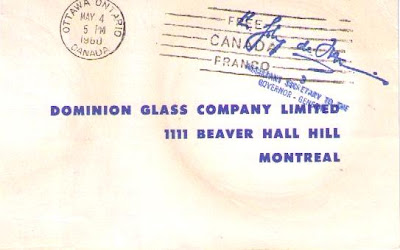 OTTAWA ONTARIO
MAY 4
5 PM
1960
CANADA
FREE
CANADA
FRANCO
ASSISTANT SECRETARY TO THE
GOVERNOR-GENERAL
DOMINION GLASS COMPANY LIMITED
1111 BEAVER HALL HILL
MONTREAL